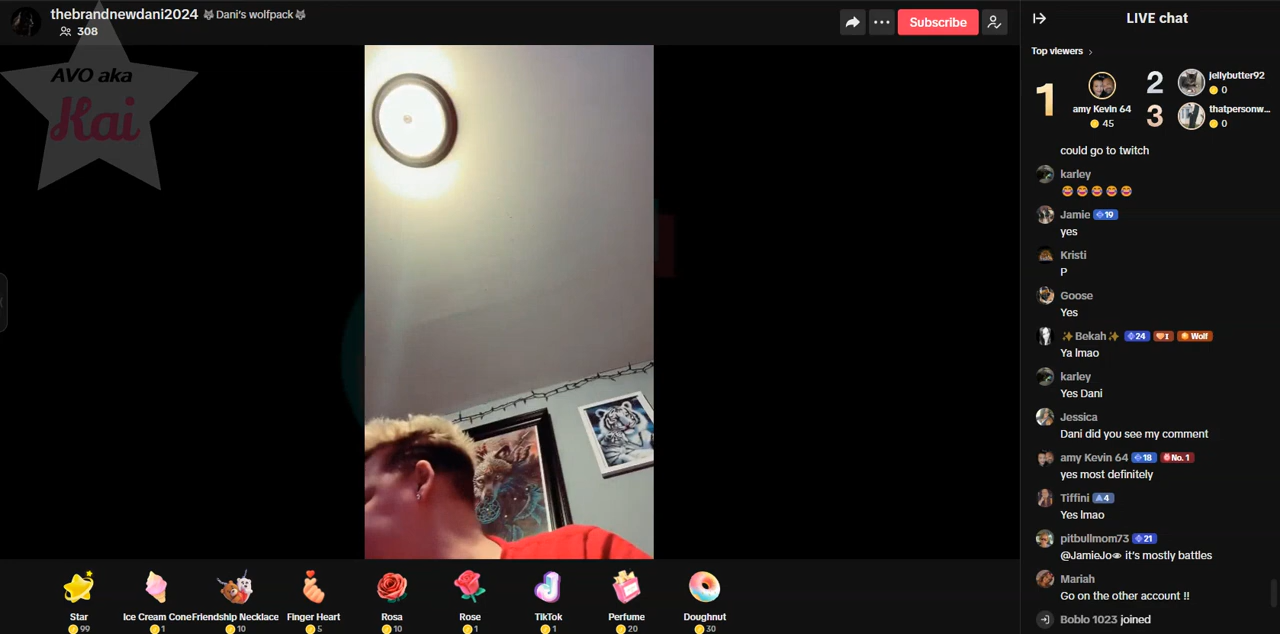 thebrandnewdani2024 🐺Dani's wolfpack🐺
308
Subscribe
AVO aka
Kai
LIVE chat
Top viewers
1
amy Kevin 64
45
2
jellybutter92
0
3
thatpersonw...
0
could go to twitch
karley
Jamie 19
yes
Kristi
P
Goose
Yes
✨Bekah✨ 24 I Wolf
Ya lmao
karley
Yes Dani
Jessica
Dani did you see my comment
amy Kevin 64 18 No. 1
yes most definitely
Tiffini 4
Yes lmao
pitbullmom73 21
@JamieJo👁 it's mostly battles
Mariah
Go on the other account !!
Boblo 1023 joined
Star
99
Ice Cream Cone
1
Friendship Necklace
10
Finger Heart
5
Rosa
10
Rose
1
TikTok
1
Perfume
20
Doughnut
30